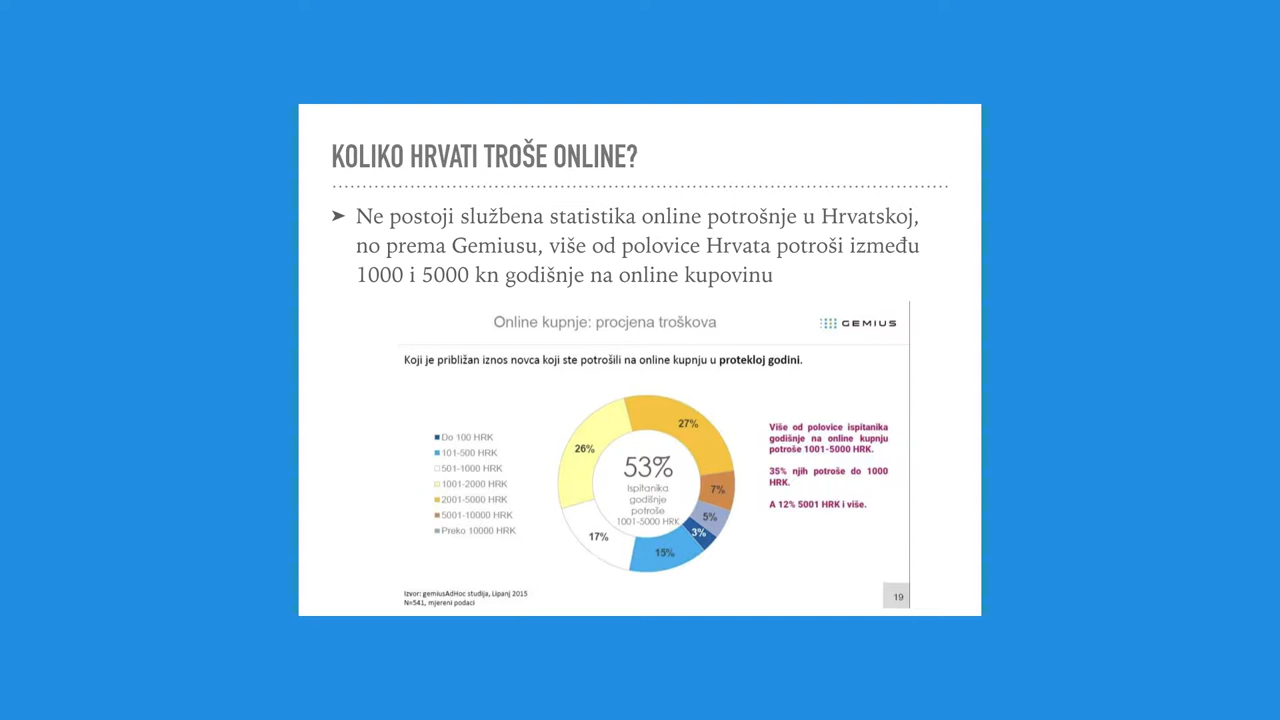 KOLIKO HRVATI TROŠE ONLINE?
➤ Ne postoji službena statistika online potrošnje u Hrvatskoj,
no prema Gemiusu, više od polovice Hrvata potroši između
1000 i 5000 kn godišnje na online kupovinu
Online kupnje: procjena troškova
GEMIUS
Koji je približan iznos novca koji ste potrošili na online kupnju u protekloj godini.
Do 100 HRK
101-500 HRK
501-1000 HRK
1001-2000 HRK
2001-5000 HRK
5001-10000 HRK
Preko 10000 HRK
27%
26%
7%
5%
3%
17%
15%
53%
Ispitanika
godišnje
potroše
1001-5000 HRK
Više od polovice ispitanika
godišnje na online kupnju
potroše 1001-5000 HRK.
35% njih potroše do 1000
HRK.
A 12% 5001 HRK i više.
Izvor: gemiusAdHoc studija, Lipanj 2015
N=541, mjereni podaci
19